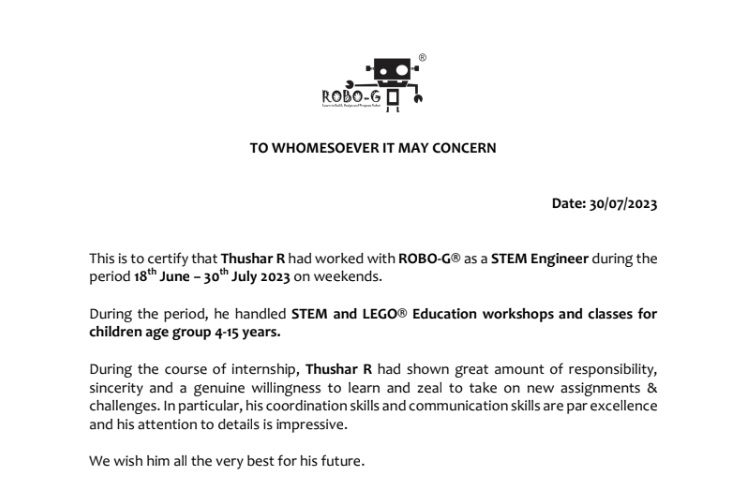 ®
ROBO-G
TO WHOMESOEVER IT MAY CONCERN
Date: 30/07/2023
This is to certify that Thushar R had worked with ROBO-G® as a STEM Engineer during the
period 18th June – 30th July 2023 on weekends.
During the period, he handled STEM and LEGO® Education workshops and classes for
children age group 4-15 years.
During the course of internship, Thushar R had shown great amount of responsibility,
sincerity and a genuine willingness to learn and zeal to take on new assignments &
challenges. In particular, his coordination skills and communication skills are par excellence
and his attention to details is impressive.
We wish him all the very best for his future.